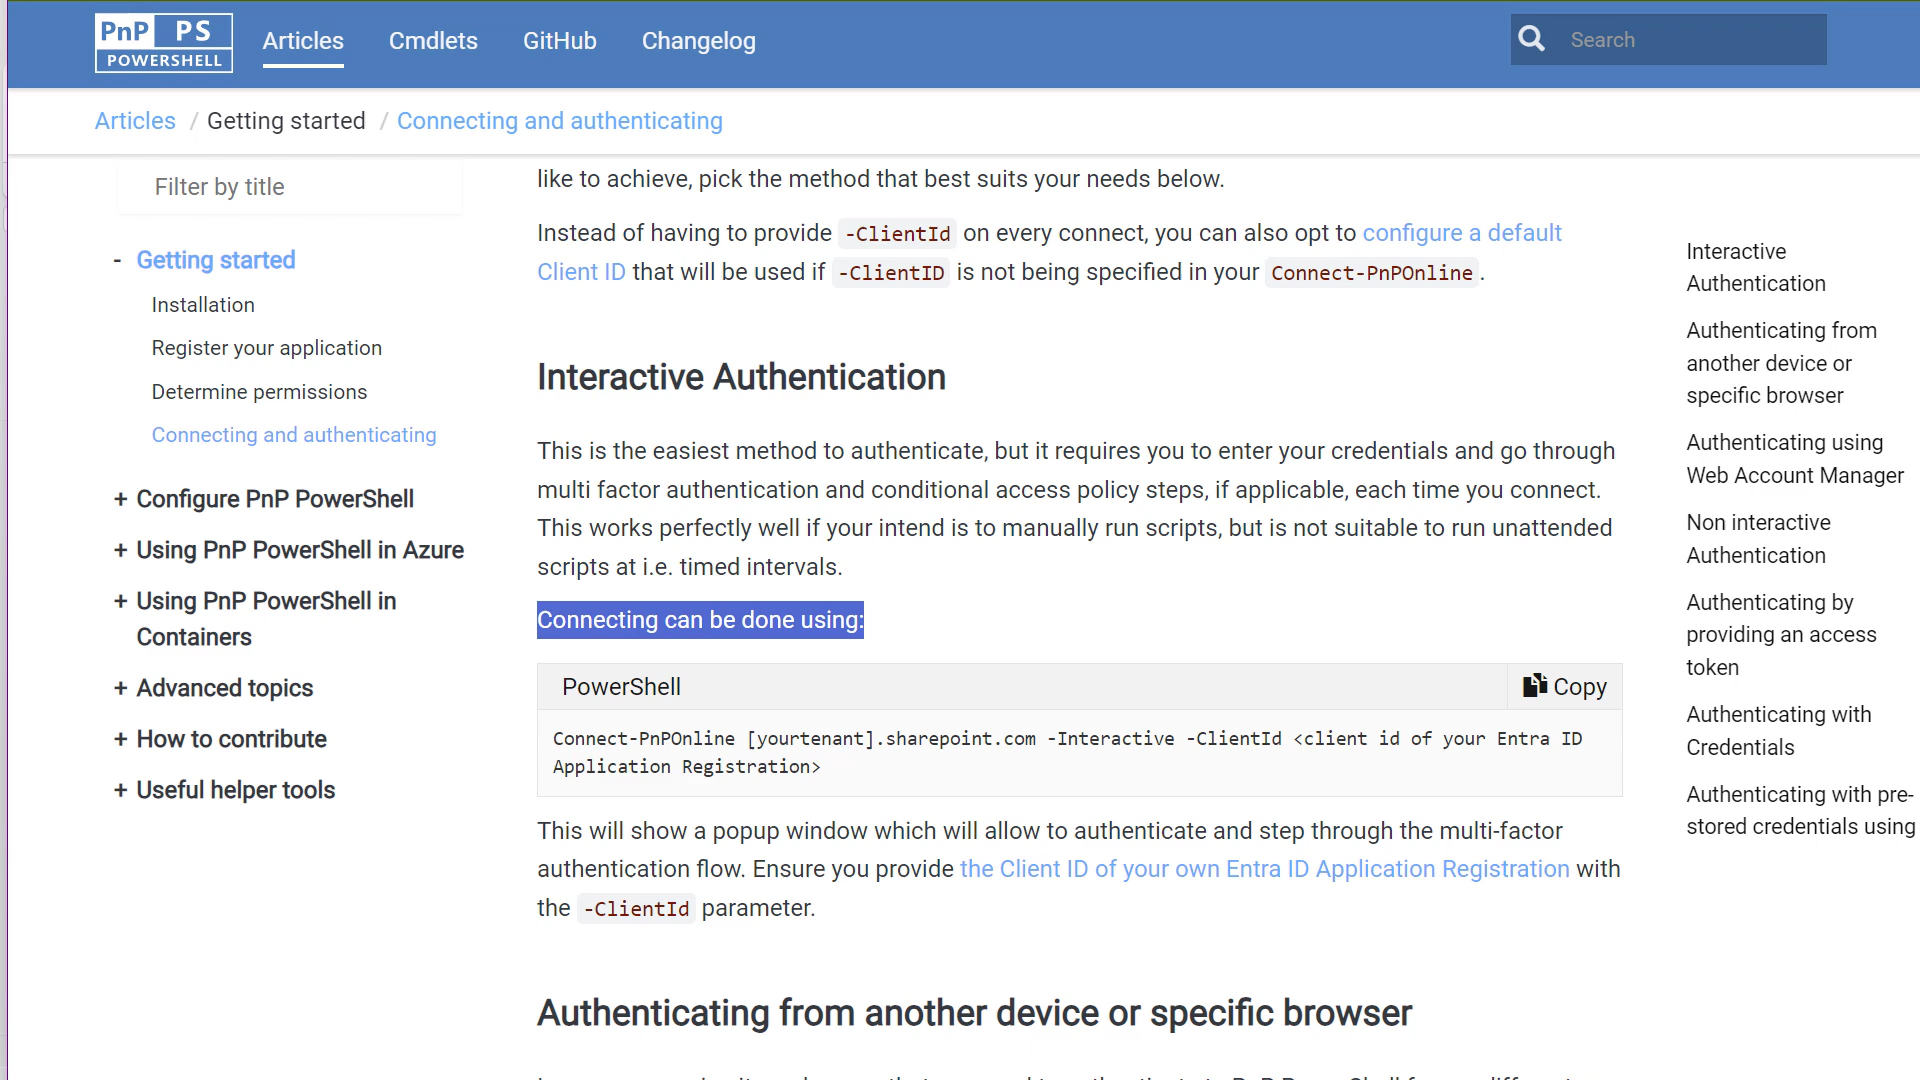 PnP PS
POWERSHELL
Articles
Cmdlets
GitHub
Changelog
Search
Articles / Getting started / Connecting and authenticating
Filter by title
- Getting started
Installation
Register your application
Determine permissions
Connecting and authenticating
+ Configure PnP PowerShell
+ Using PnP PowerShell in Azure
+ Using PnP PowerShell in
Containers
+ Advanced topics
+ How to contribute
+ Useful helper tools
like to achieve, pick the method that best suits your needs below.
Instead of having to provide -ClientId on every connect, you can also opt to configure a default
Client ID that will be used if -ClientID is not being specified in your Connect-PnPOnline.
Interactive Authentication
This is the easiest method to authenticate, but it requires you to enter your credentials and go through
multi factor authentication and conditional access policy steps, if applicable, each time you connect.
This works perfectly well if your intend is to manually run scripts, but is not suitable to run unattended
scripts at i.e. timed intervals.
Connecting can be done using:
PowerShell
Copy
Connect-PnPOnline [yourtenant].sharepoint.com -Interactive -ClientId <client id of your Entra ID
Application Registration>
This will show a popup window which will allow to authenticate and step through the multi-factor
authentication flow. Ensure you provide the Client ID of your own Entra ID Application Registration with
the -ClientId parameter.
Authenticating from another device or specific browser
Interactive
Authentication
Authenticating from
another device or
specific browser
Authenticating using
Web Account Manager
Non interactive
Authentication
Authenticating by
providing an access
token
Authenticating with
Credentials
Authenticating with pre-
stored credentials using